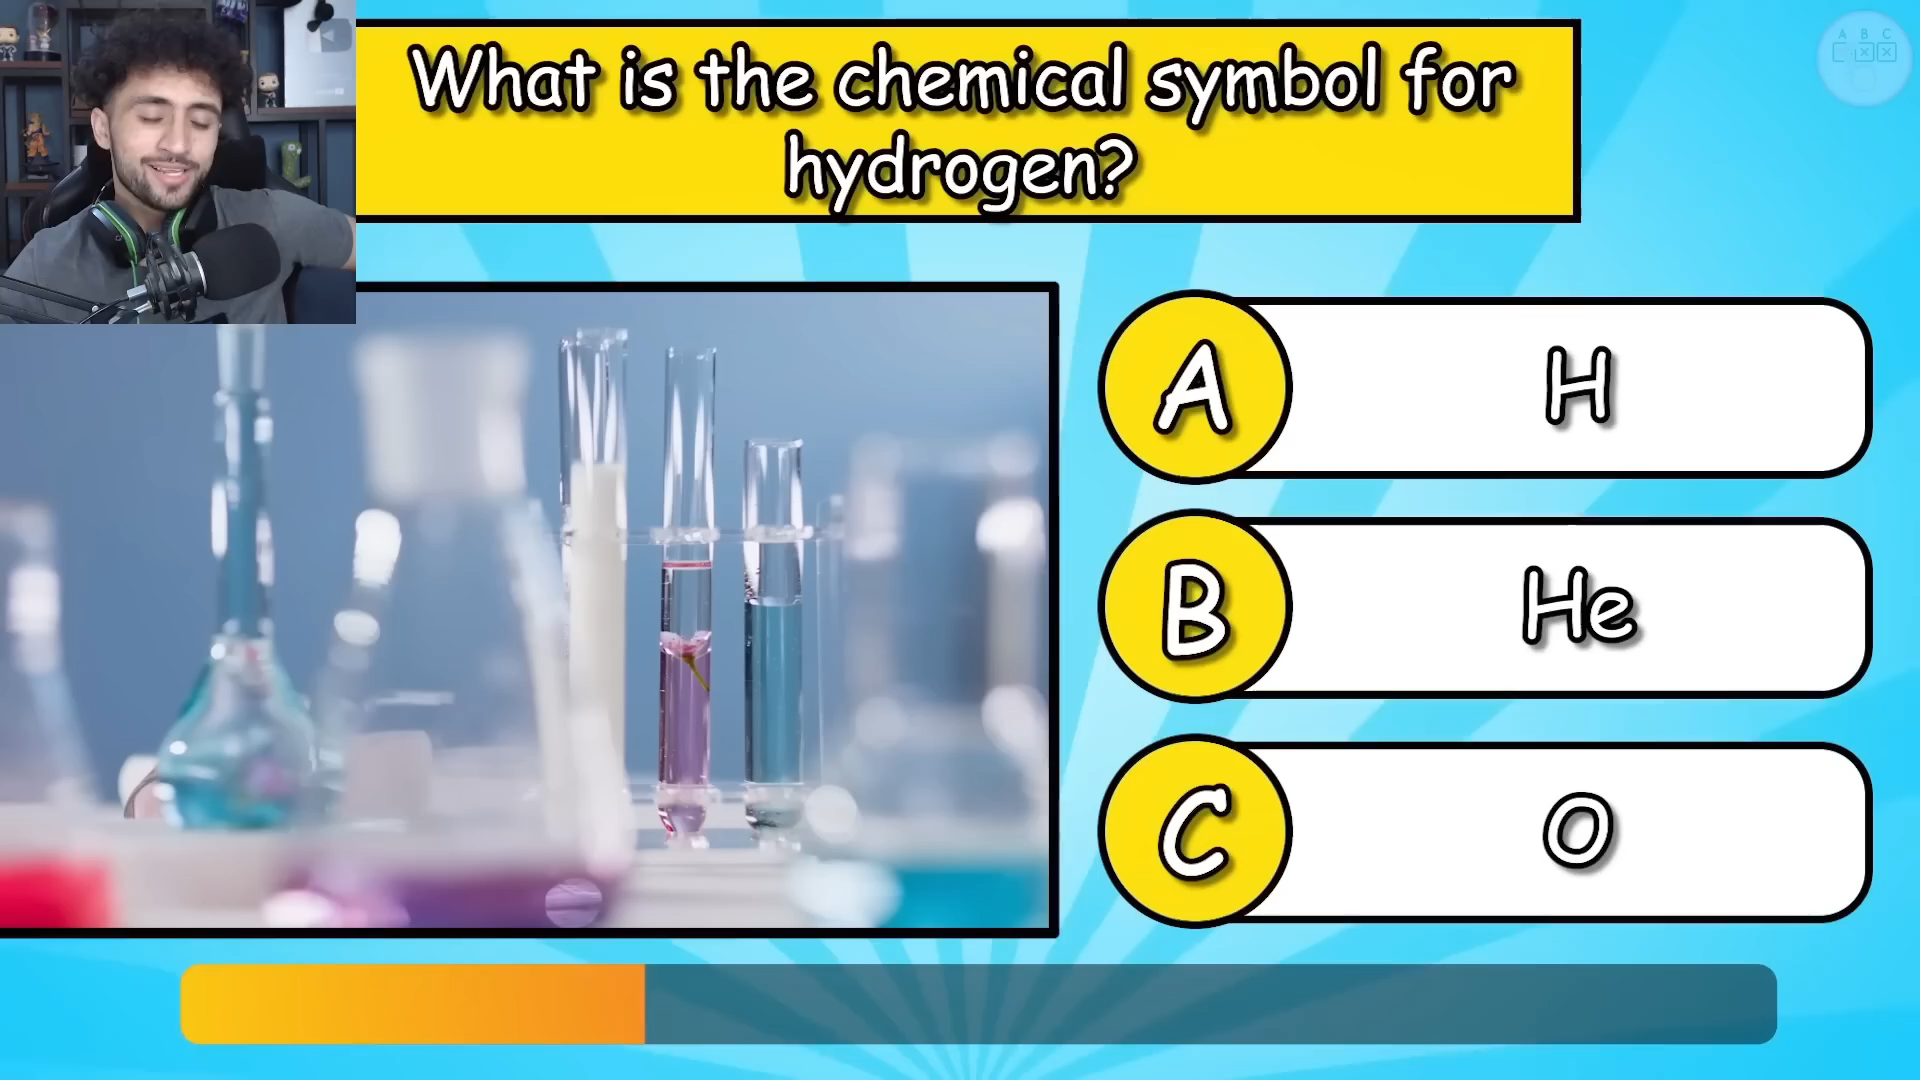 What is the chemical symbol for
hydrogen?
A B C
A H
B He
C O